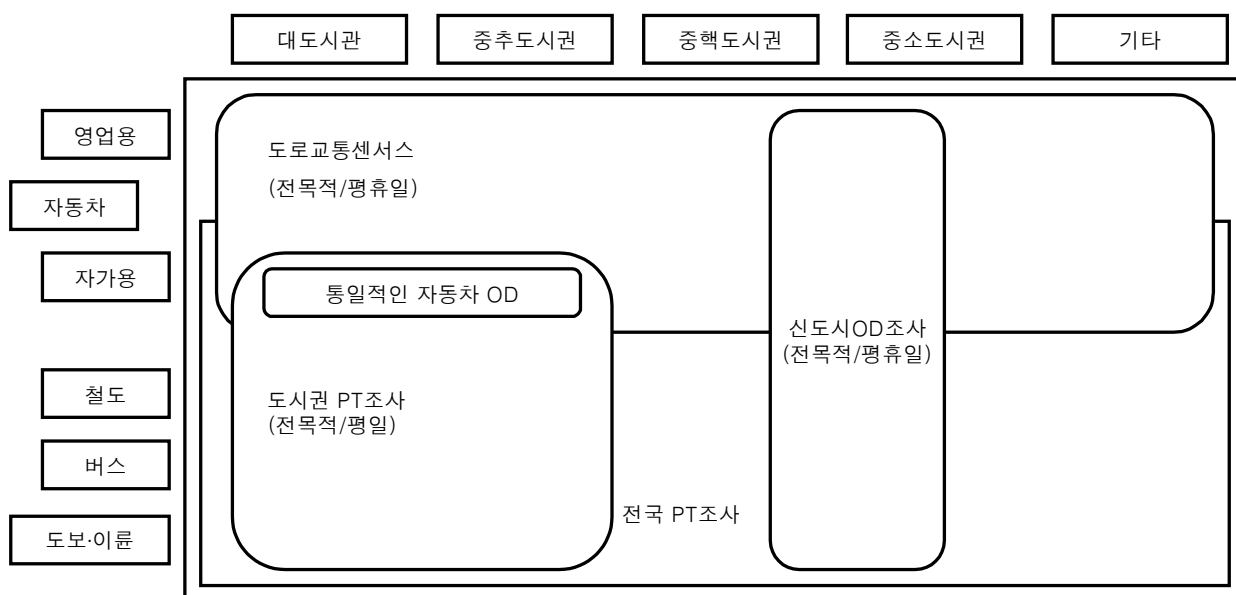 대도시관
중추도시권
중핵도시권
중소도시권
기타
영업용
자동차
자가용
철도
버스
도보·이륜
도로교통센서스
(전목적/평휴일)
통일적인 자동차 OD
도시권 PT조사
(전목적/평일)
신도시OD조사
(전목적/평휴일)
전국 PT조사